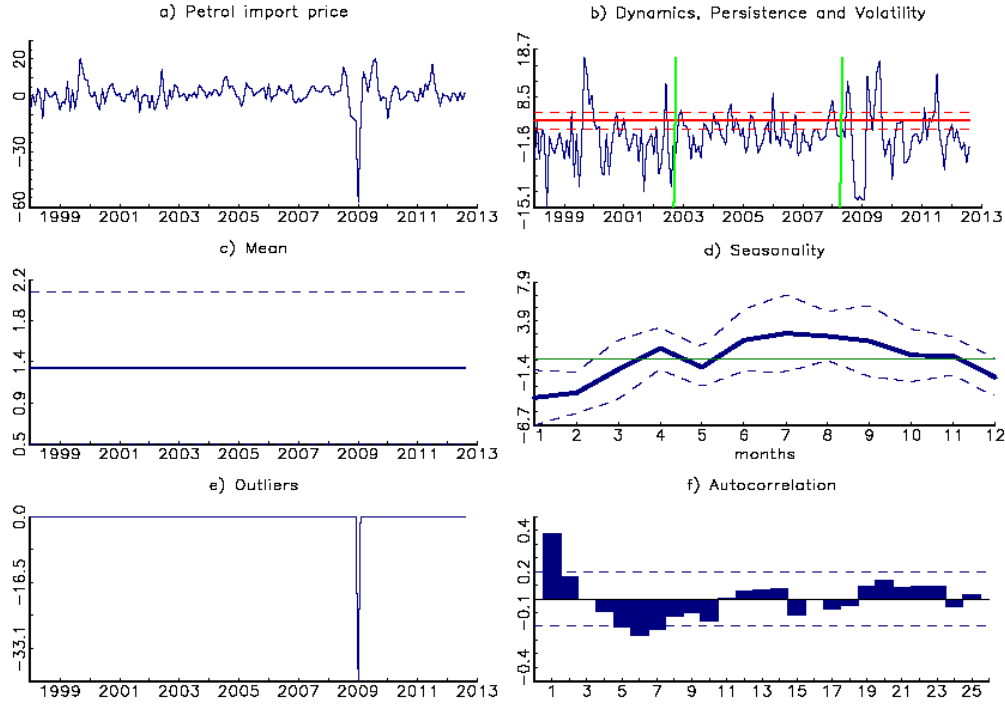 a) Petrol import price
20
0
-30
-60
1999 2001 2003 2005 2007 2009 2011 2013
b) Dynamics, Persistence and Volatility
18.7
8.5
-1.6
-15.1
1999 2001 2003 2005 2007 2009 2011 2013
c) Mean
2.2
1.8
1.4
0.9
0.5
1999 2001 2003 2005 2007 2009 2011 2013
d) Seasonality
7.9
3.9
-1.4
-6.7
1 2 4 4 5 6 7 8 9 10 11 12
months
e) Outliers
0.0
-16.5
-33.1
1999 2001 2003 2005 2007 2009 2011 2013
f) Autocorrelation
0.4
0.2
-0.1
-0.4
1 3 5 7 9 11 13 15 17 19 21 23 25